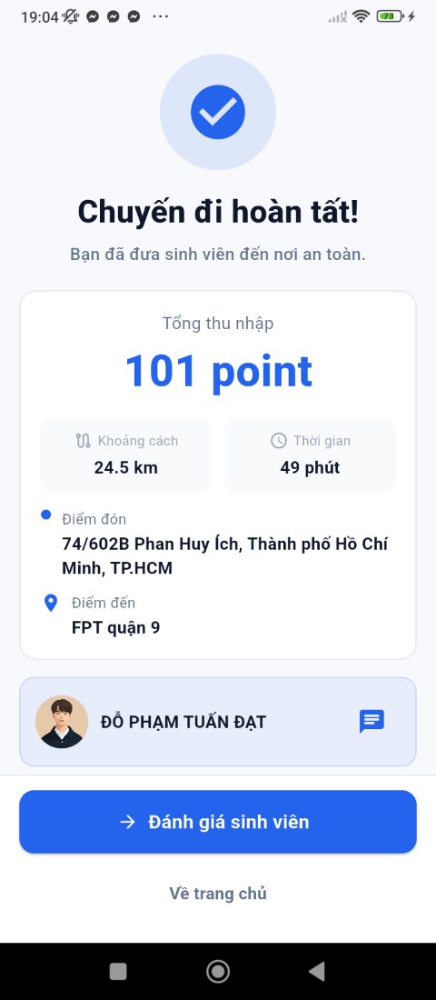 19:04
73
Chuyến đi hoàn tất!
Bạn đã đưa sinh viên đến nơi an toàn.
Tổng thu nhập
101 point
Khoảng cách
24.5 km
Thời gian
49 phút
Điểm đón
74/602B Phan Huy Ích, Thành phố Hồ Chí
Minh, TP.HCM
Điểm đến
FPT quận 9
ĐỖ PHẠM TUẤN ĐẠT
Đánh giá sinh viên
Về trang chủ